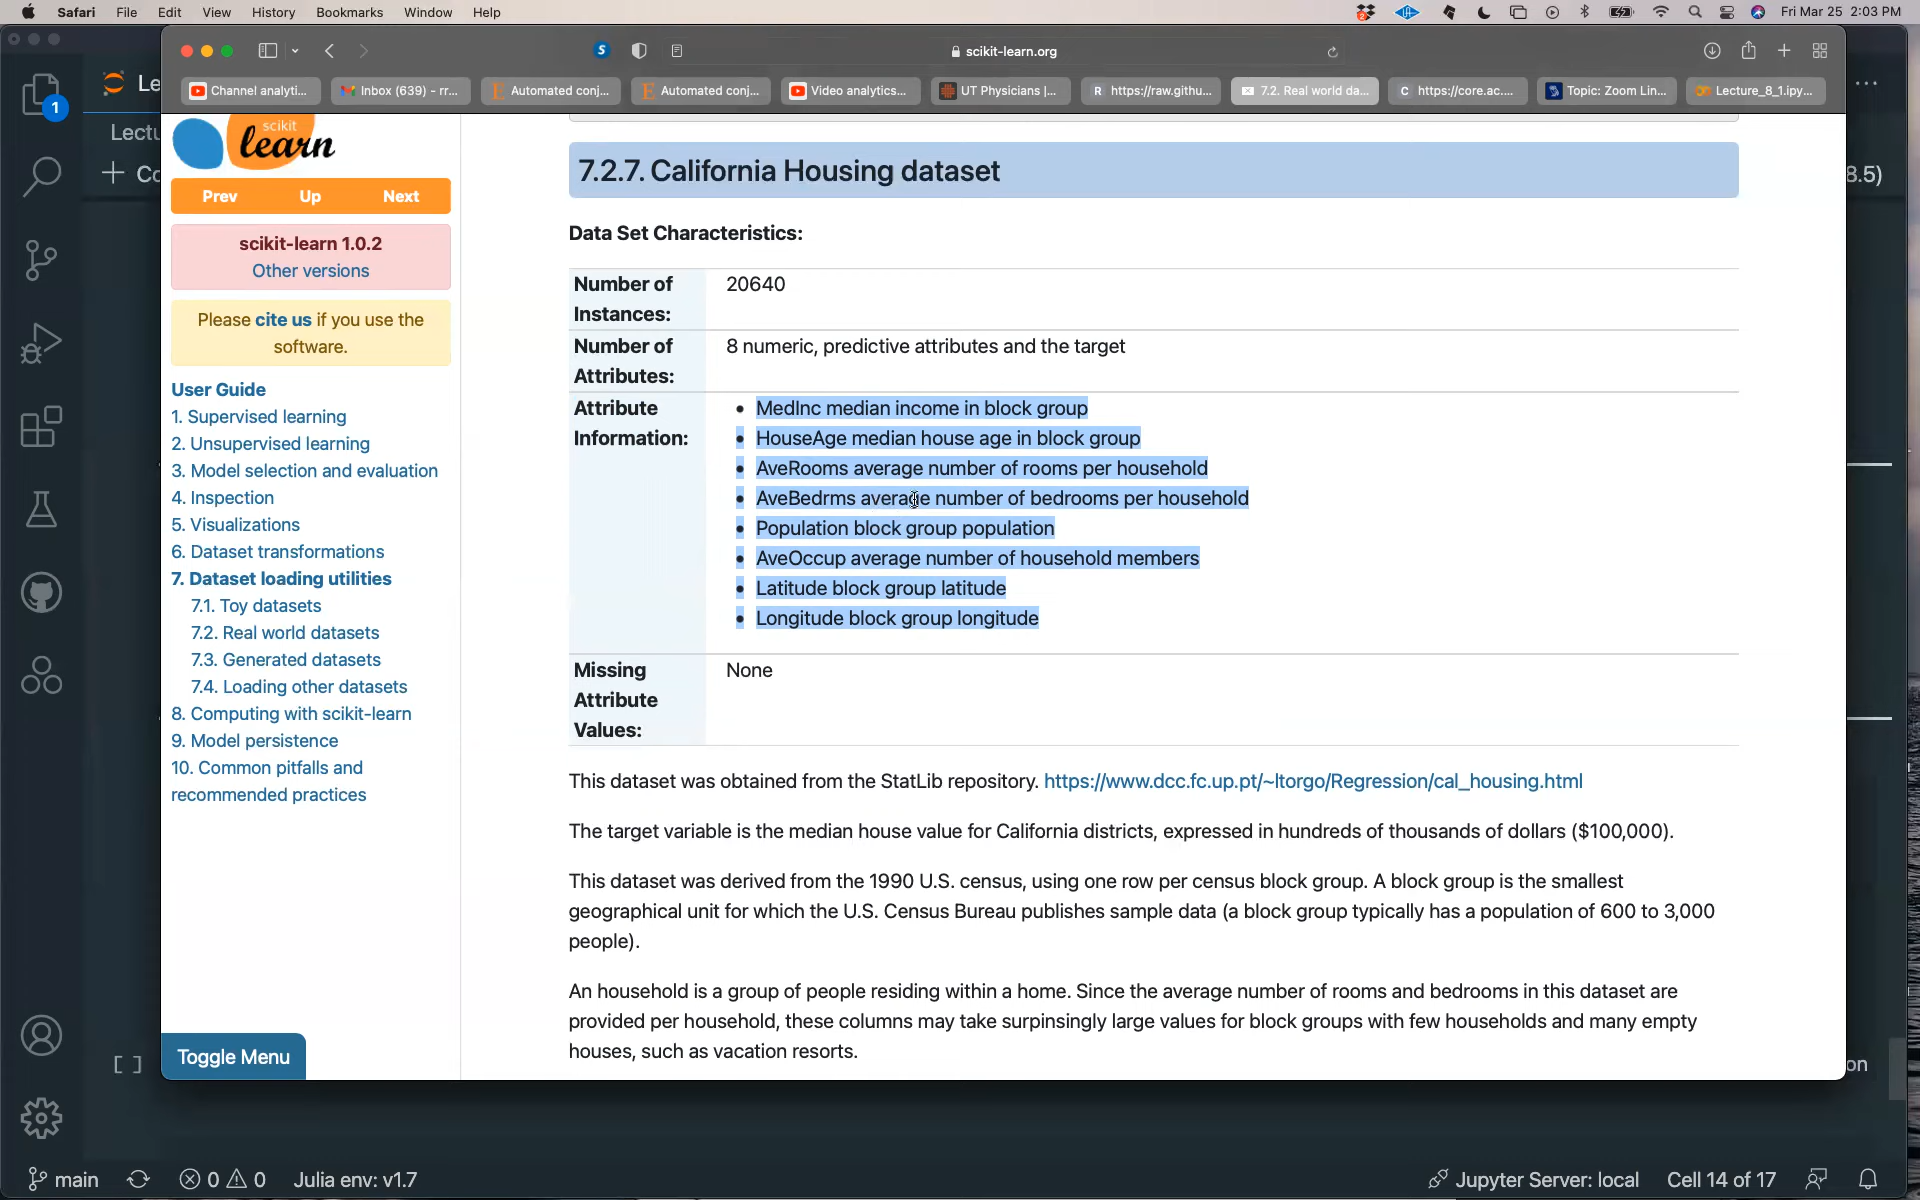 Safari File Edit View History Bookmarks Window Help
2
Fri Mar 25 2:03 PM
scikit-learn.org
S
Channel analyti...
Inbox (639) – rr...
Automated conj...
Automated conj...
Video analytics...
UT Physicians |...
R https://raw.githu...
7.2. Real world da...
C https://core.ac....
Topic: Zoom Lin...
Lecture_8_1.ipy...
1
Le
Lectu
+ Co
8.5)
scikit
learn
Prev Up Next
scikit-learn 1.0.2
Other versions
Please cite us if you use the
software.
User Guide
1. Supervised learning
2. Unsupervised learning
3. Model selection and evaluation
4. Inspection
5. Visualizations
6. Dataset transformations
7. Dataset loading utilities
7.1. Toy datasets
7.2. Real world datasets
7.3. Generated datasets
7.4. Loading other datasets
8. Computing with scikit-learn
9. Model persistence
10. Common pitfalls and
recommended practices
Toggle Menu
7.2.7. California Housing dataset
Data Set Characteristics:
Number of
Instances:
20640
Number of
Attributes:
8 numeric, predictive attributes and the target
Attribute
Information:
• MedInc median income in block group
• HouseAge median house age in block group
• AveRooms average number of rooms per household
• AveBedrms average number of bedrooms per household
• Population block group population
• AveOccup average number of household members
• Latitude block group latitude
• Longitude block group longitude
Missing
Attribute
Values:
None
This dataset was obtained from the StatLib repository. https://www.dcc.fc.up.pt/~ltorgo/Regression/cal_housing.html
The target variable is the median house value for California districts, expressed in hundreds of thousands of dollars ($100,000).
This dataset was derived from the 1990 U.S. census, using one row per census block group. A block group is the smallest
geographical unit for which the U.S. Census Bureau publishes sample data (a block group typically has a population of 600 to 3,000
people).
An household is a group of people residing within a home. Since the average number of rooms and bedrooms in this dataset are
provided per household, these columns may take surpinsingly large values for block groups with few households and many empty
houses, such as vacation resorts.
[ ]
on
main 0 0 Julia env: v1.7
Jupyter Server: local Cell 14 of 17